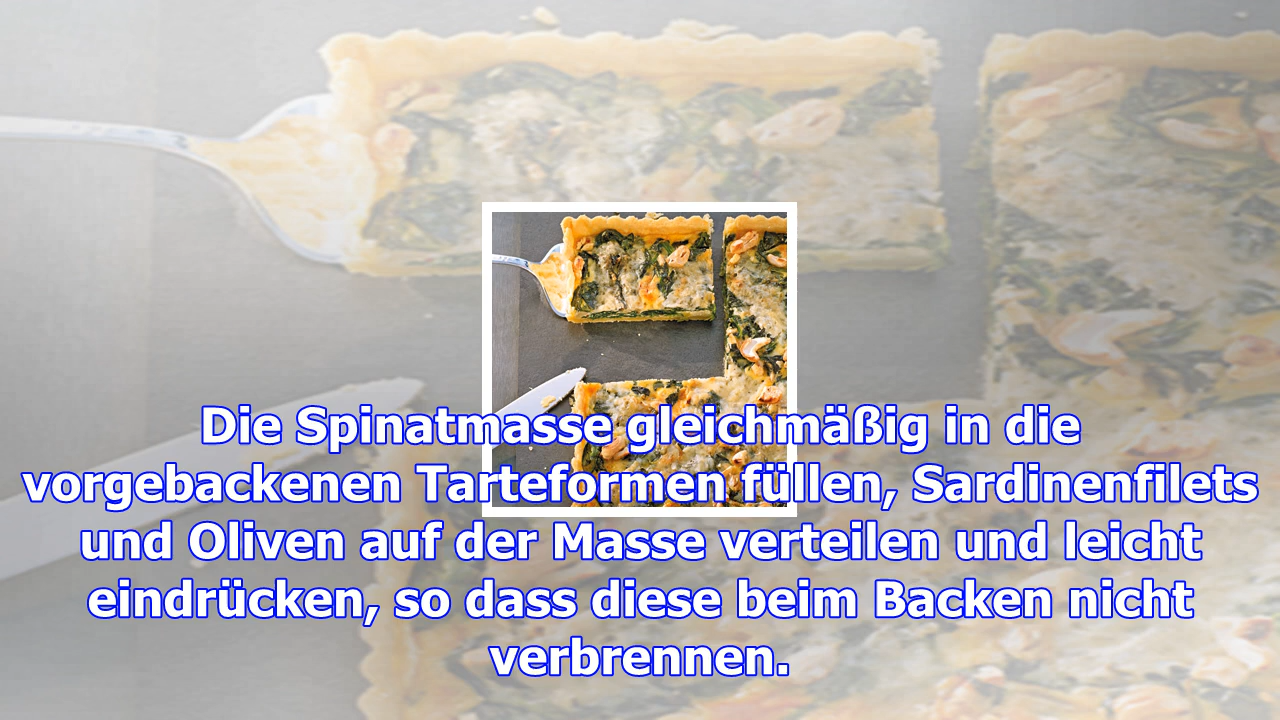 Die Spinatmasse gleichmäßig in die
vorgebackenen Tarteformen füllen, Sardinenfilets
und Oliven auf der Masse verteilen und leicht
eindrücken, so dass diese beim Backen nicht
verbrennen.